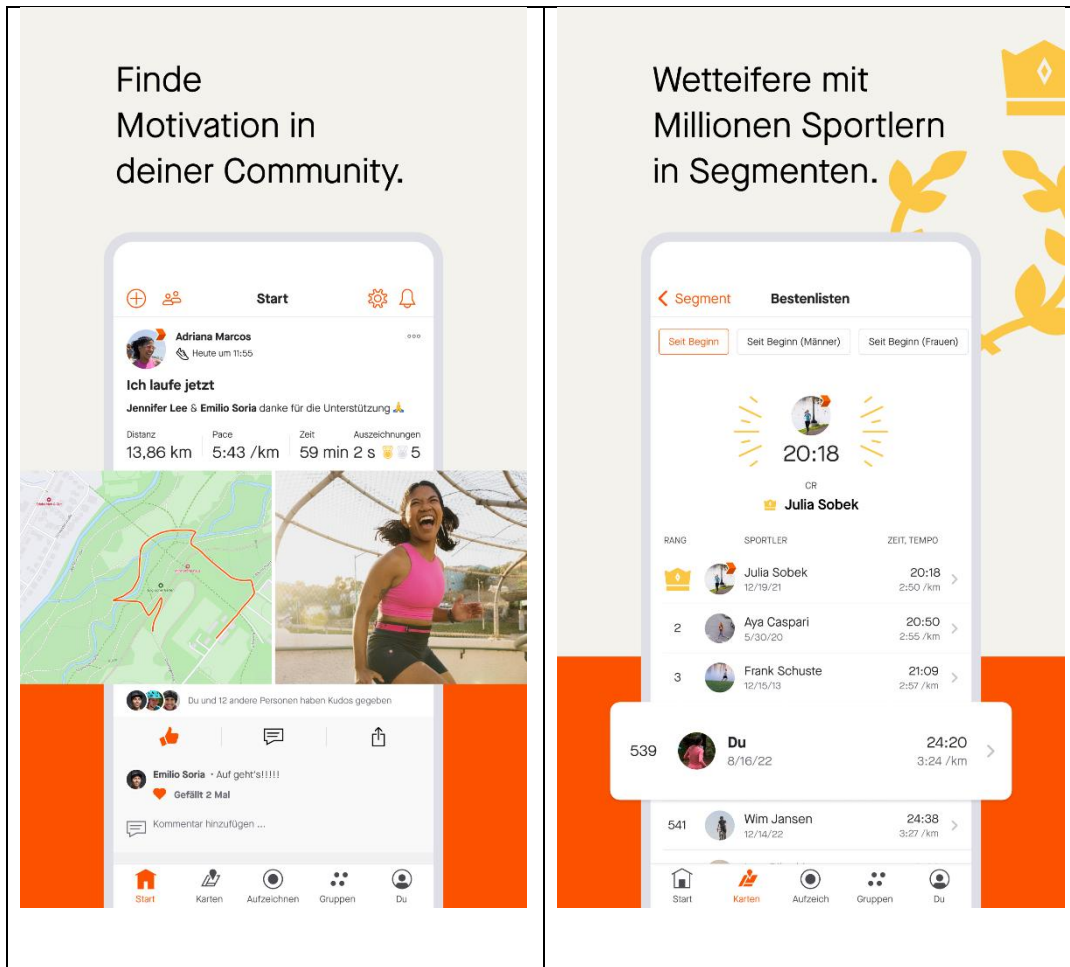 Finde
Motivation in
deiner Community.
Start
Adriana Marcos
Heute um 11:55
Ich laufe jetzt
Jennifer Lee & Emilio Soria danke für die Unterstützung 🙏
Distanz Pace Zeit Auszeichnungen
13,86 km 5:43 /km 59 min 2 s 5
Du und 12 andere Personen haben Kudos gegeben
Emilio Soria · Auf geht's!!!!!
Gefällt 2 Mal
Kommentar hinzufügen ...
Start Karten Aufzeichnen Gruppen Du
Wetteifere mit
Millionen Sportlern
in Segmenten.
Segment Bestenlisten
Seit Beginn Seit Beginn (Männer) Seit Beginn (Frauen)
20:18
CR
Julia Sobek
RANG SPORTLER ZEIT, TEMPO
Julia Sobek 20:18
12/19/21 2:50 /km
2 Aya Caspari 20:50
5/30/20 2:55 /km
3 Frank Schuste 21:09
12/15/13 2:57 /km
539 Du 24:20
8/16/22 3:24 /km
541 Wim Jansen 24:38
12/14/22 3:27 /km
Start Karten Aufzeich Gruppen Du